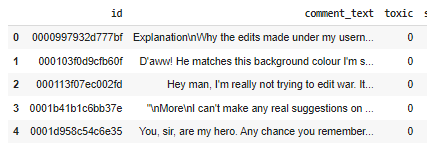 id comment_text toxic
0 0000997932d777bf Explanation\nWhy the edits made under my usern... 0
1 000103f0d9cfb60f D'aww! He matches this background colour I'm s... 0
2 000113f07ec002fd Hey man, I'm really not trying to edit war. It... 0
3 0001b41b1c6bb37e "\nMore\nI can't make any real suggestions on ... 0
4 0001d958c54c6e35 You, sir, are my hero. Any chance you remember... 0